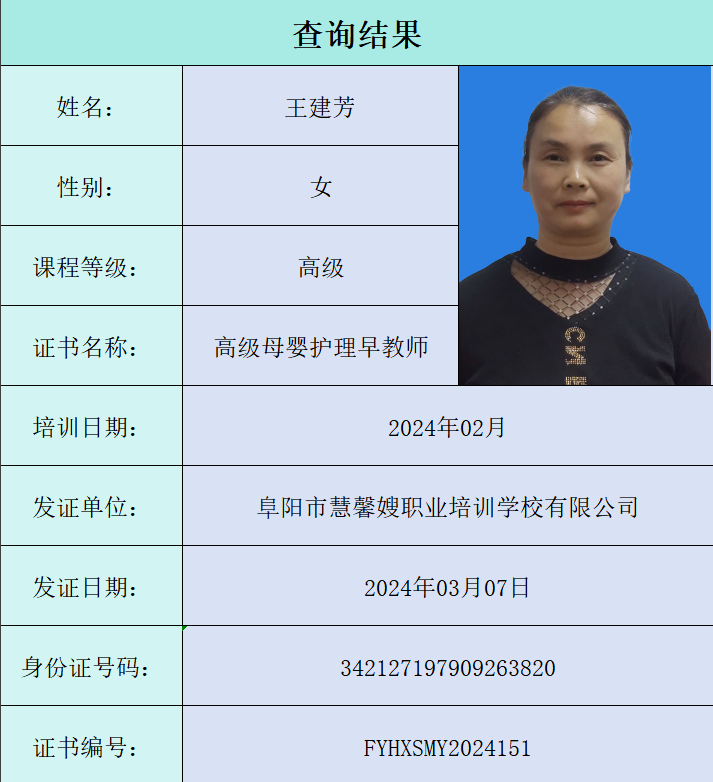 查询结果
姓名： 王建芳
性别： 女
课程等级： 高级
证书名称： 高级母婴护理早教师
培训日期： 2024年02月
发证单位： 阜阳市慧馨嫂职业培训学校有限公司
发证日期： 2024年03月07日
身份证号码： 342127197909263820
证书编号： FYHXSMY2024151